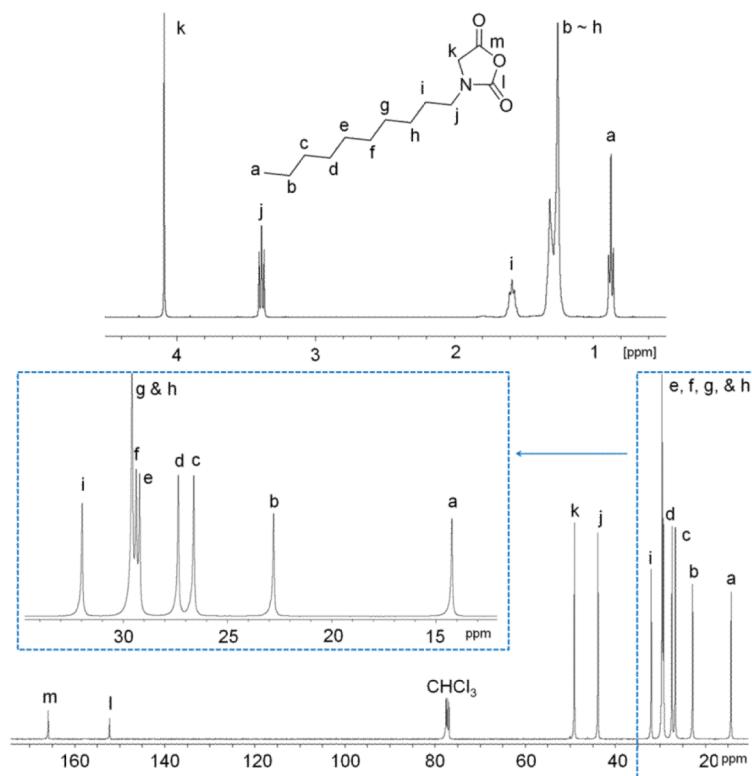 k
b ~ h
O
m
k
O
N
l
O
i
j
g
e
h
c
f
a
d
b
a
j
i
4
3
2
1
[ppm]
g & h
e, f, g, & h
f
e
d
c
i
b
a
k
j
d
c
i
b
a
30
25
20
15
ppm
CHCl3
m
l
160
140
120
100
80
60
40
20
ppm